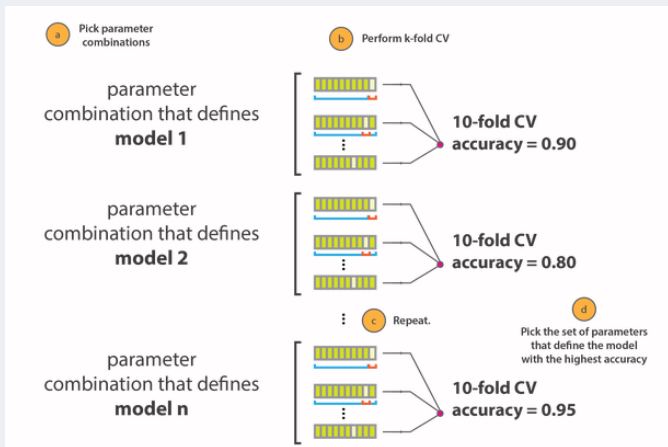 a
Pick parameter
combinations
b
Perform k-fold CV
parameter
combination that defines
model 1
10-fold CV
accuracy = 0.90
parameter
combination that defines
model 2
10-fold CV
accuracy = 0.80
c
Repeat.
d
Pick the set of parameters
that define the model
with the highest accuracy
parameter
combination that defines
model n
10-fold CV
accuracy = 0.95